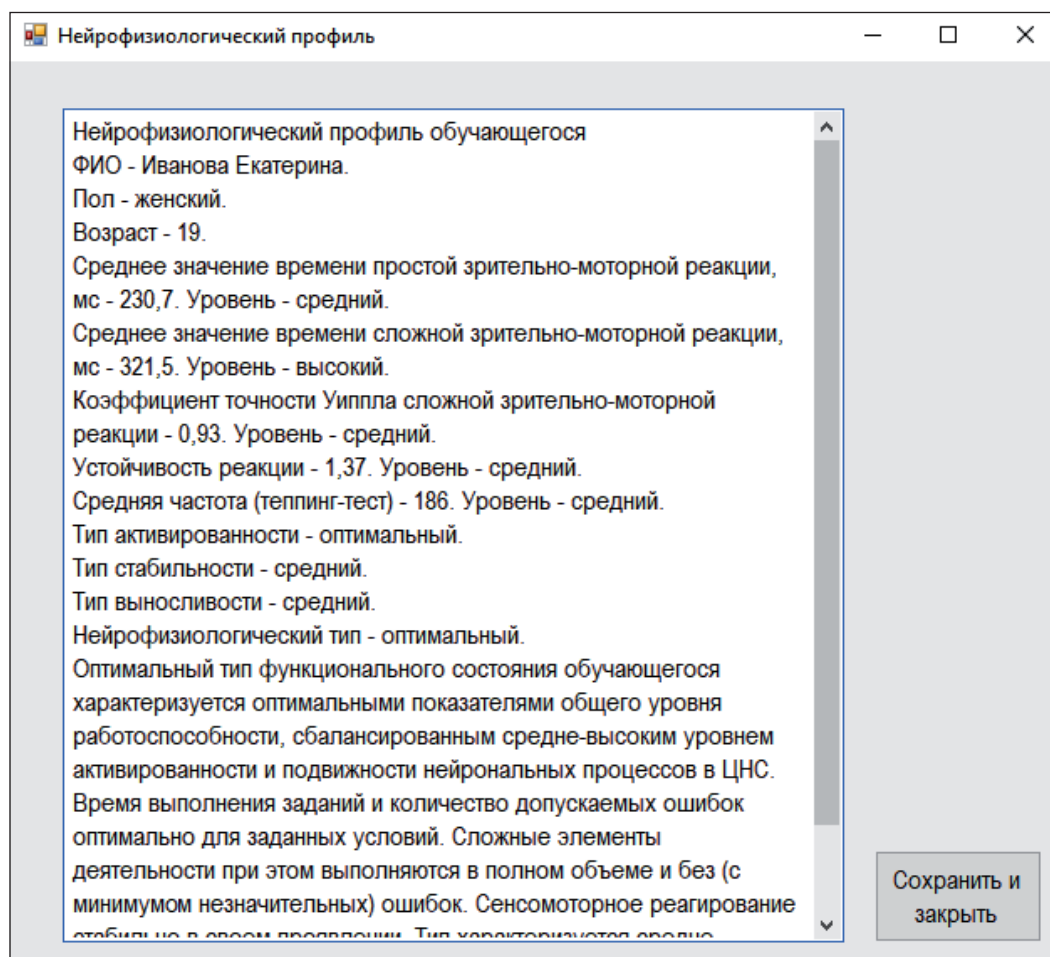 Нейрофизиологический профиль
Нейрофизиологический профиль обучающегося
ФИО - Иванова Екатерина.
Пол - женский.
Возраст - 19.
Среднее значение времени простой зрительно-моторной реакции,
мс - 230,7. Уровень - средний.
Среднее значение времени сложной зрительно-моторной реакции,
мс - 321,5. Уровень - высокий.
Коэффициент точности Уиппла сложной зрительно-моторной
реакции - 0,93. Уровень - средний.
Устойчивость реакции - 1,37. Уровень - средний.
Средняя частота (теппинг-тест) - 186. Уровень - средний.
Тип активированности - оптимальный.
Тип стабильности - средний.
Тип выносливости - средний.
Нейрофизиологический тип - оптимальный.
Оптимальный тип функционального состояния обучающегося
характеризуется оптимальными показателями общего уровня
работоспособности, сбалансированным средне-высоким уровнем
активированности и подвижности нейрональных процессов в ЦНС.
Время выполнения заданий и количество допускаемых ошибок
оптимально для заданных условий. Сложные элементы
деятельности при этом выполняются в полном объеме и без (с
минимумом незначительных) ошибок. Сенсомоторное реагирование
стабильно в своем проявлении. Тип характеризуется средне-
Сохранить и
закрыть